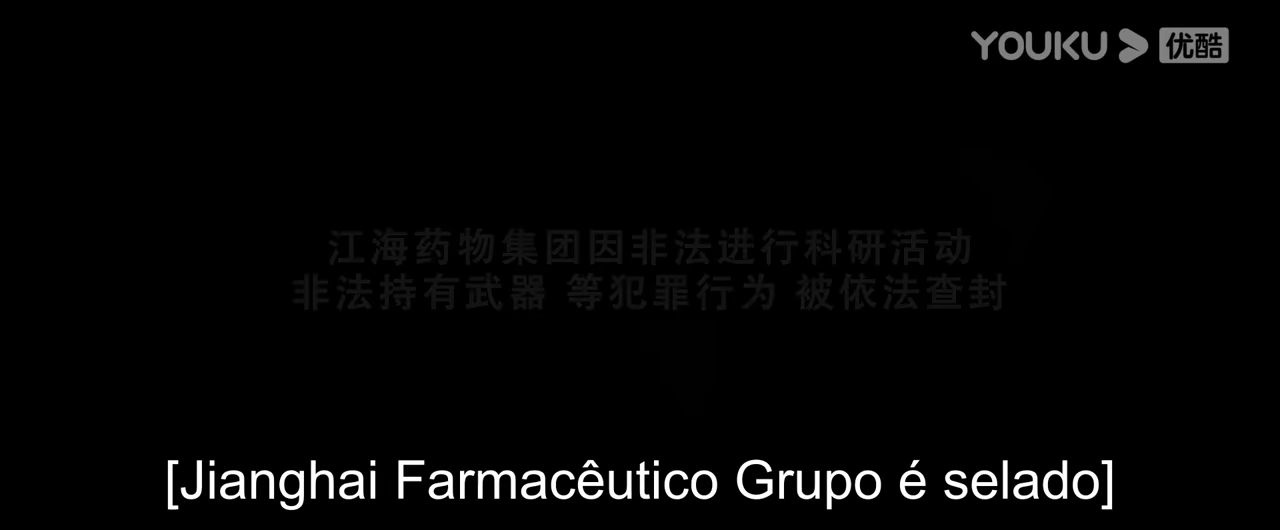 YOUKU 优酷
江海药物集团因非法进行科研活动
非法持有武器 等犯罪行为 被依法查封
[Jianghai Farmacêutico Grupo é selado]